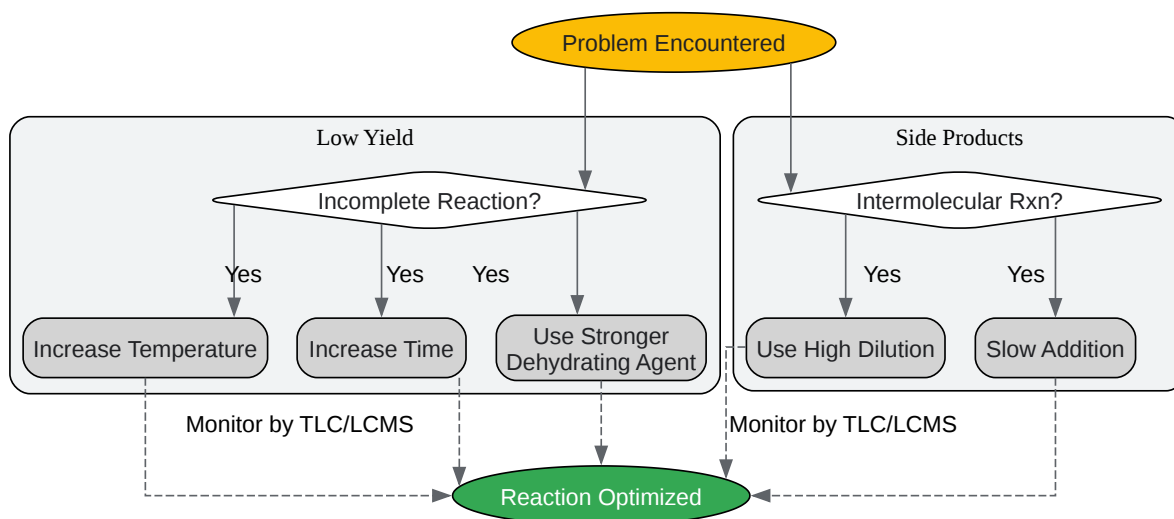 Problem Encountered
Low Yield
Side Products
Incomplete Reaction?
Intermolecular Rxn?
Yes
Yes
Yes
Yes
Yes
Increase Temperature
Increase Time
Use Stronger
Dehydrating Agent
Use High Dilution
Slow Addition
Monitor by TLC/LCMS
Monitor by TLC/LCMS
Reaction Optimized